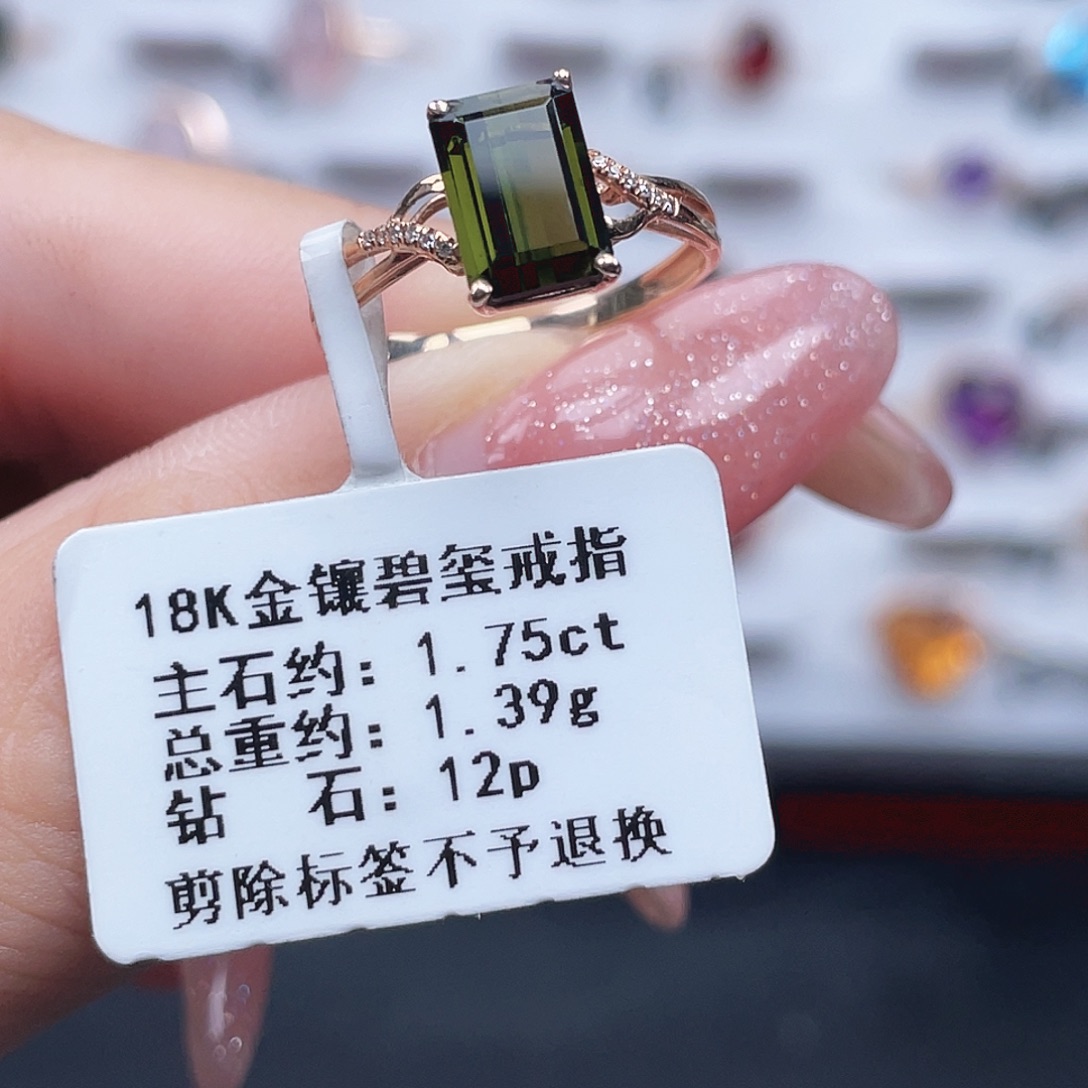 18K金镶碧玺戒指
主石约: 1.75ct
总重约: 1.39g
钻 石: 12p
剪除标签不予退换